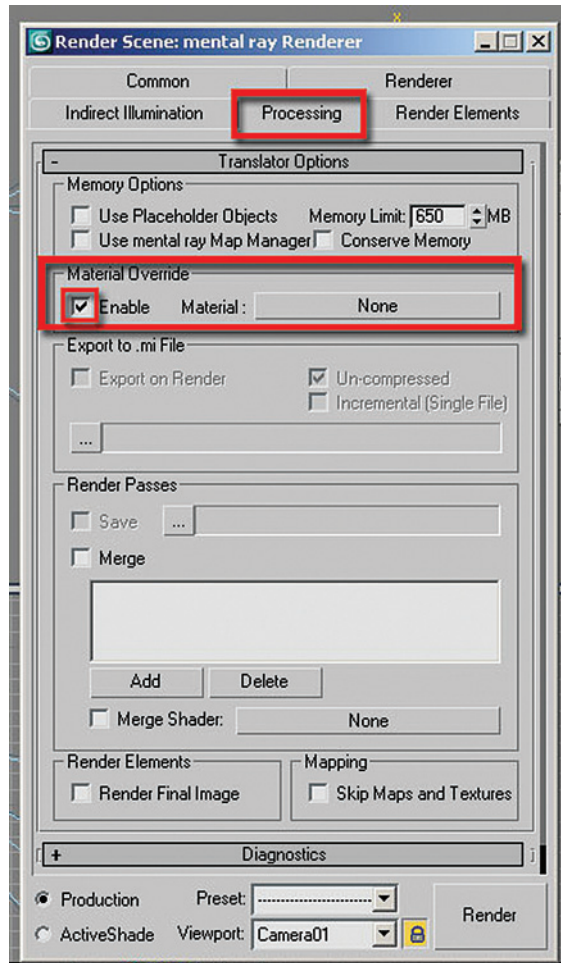 Render Scene: mental ray Renderer
Common Renderer
Indirect Illumination Processing Render Elements
- Translator Options
Memory Options
Use Placeholder Objects Memory Limit: 650 MB
Use mental ray Map Manager Conserve Memory
Material Override
Enable Material : None
Export to .mi File
Export on Render Un-compressed
Incremental (Single File)
...
Render Passes
Save ...
Merge
Add Delete
Merge Shader: None
Render Elements Mapping
Render Final Image Skip Maps and Textures
+ Diagnostics
Production Preset: --------------------
ActiveShade Viewport: Camera01
Render